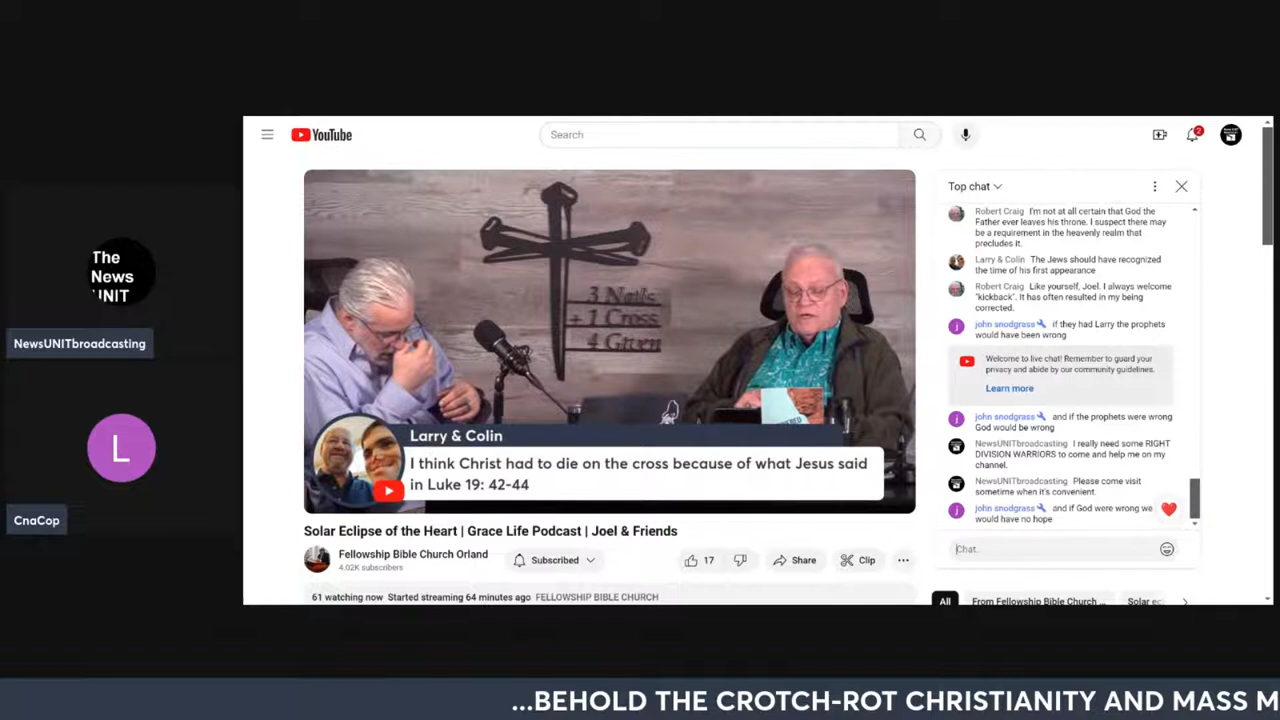 The
News
UNIT
NewsUNITbroadcasting
L
CnaCop
YouTube
Search
2
3 Nails
+ 1 Cross
4 Given
Larry & Colin
I think Christ had to die on the cross because of what Jesus said
in Luke 19: 42-44
Solar Eclipse of the Heart | Grace Life Podcast | Joel & Friends
Fellowship Bible Church Orland
4.02K subscribers
Subscribed
17
Share
Clip
61 watching now Started streaming 64 minutes ago FELLOWSHIP BIBLE CHURCH
Top chat
Robert Craig I'm not at all certain that God the
Father ever leaves his throne. I suspect there may
be a requirement in the heavenly realm that
precludes it.
Larry & Colin The Jews should have recognized
the time of his first appearance
Robert Craig Like yourself, Joel. I always welcome
"kickback". It has often resulted in my being
corrected.
john snodgrass if they had Larry the prophets
would have been wrong
Welcome to live chat! Remember to guard your
privacy and abide by our community guidelines.
Learn more
john snodgrass and if the prophets were wrong
God would be wrong
NewsUNITbroadcasting I really need some RIGHT
DIVISION WARRIORS to come and help me on my
channel.
NewsUNITbroadcasting Please come visit
sometime when it's convenient.
john snodgrass and if God were wrong we
would have no hope
Chat.
All
From Fellowship Bible Church ...
Solar ec
...BEHOLD THE CROTCH-ROT CHRISTIANITY AND MASS M